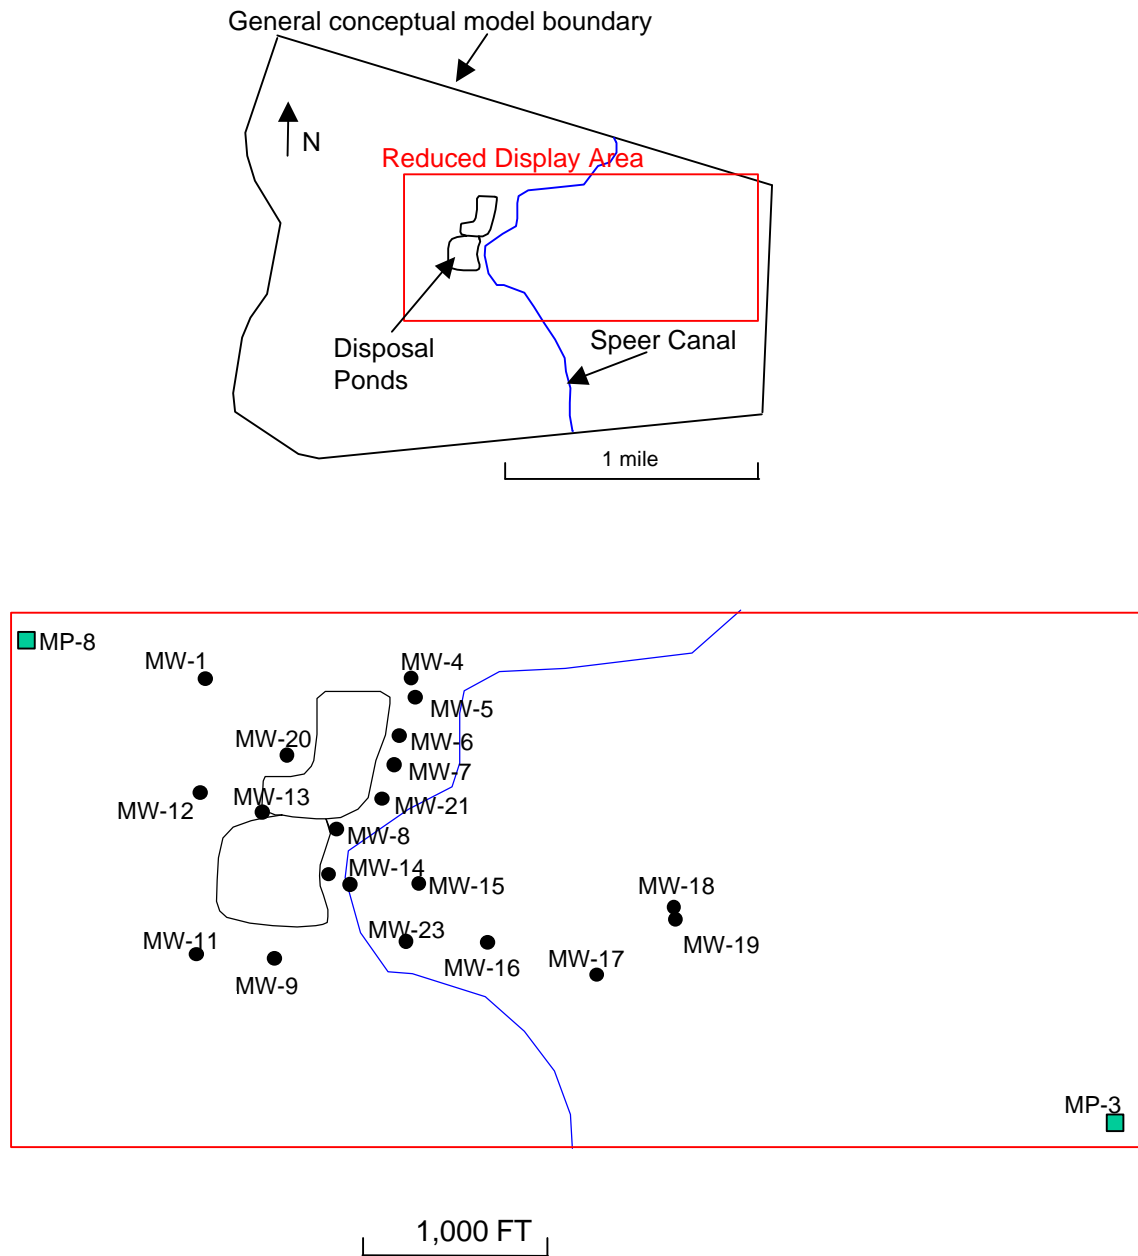 General conceptual model boundary
N
Reduced Display Area
Disposal
Ponds
Speer Canal
1 mile
MP-8
MW-1
MW-4
MW-5
MW-20
MW-6
MW-7
MW-12
MW-13
MW-21
MW-8
MW-14
MW-15
MW-18
MW-11
MW-23
MW-19
MW-9
MW-16
MW-17
MP-3
1,000 FT